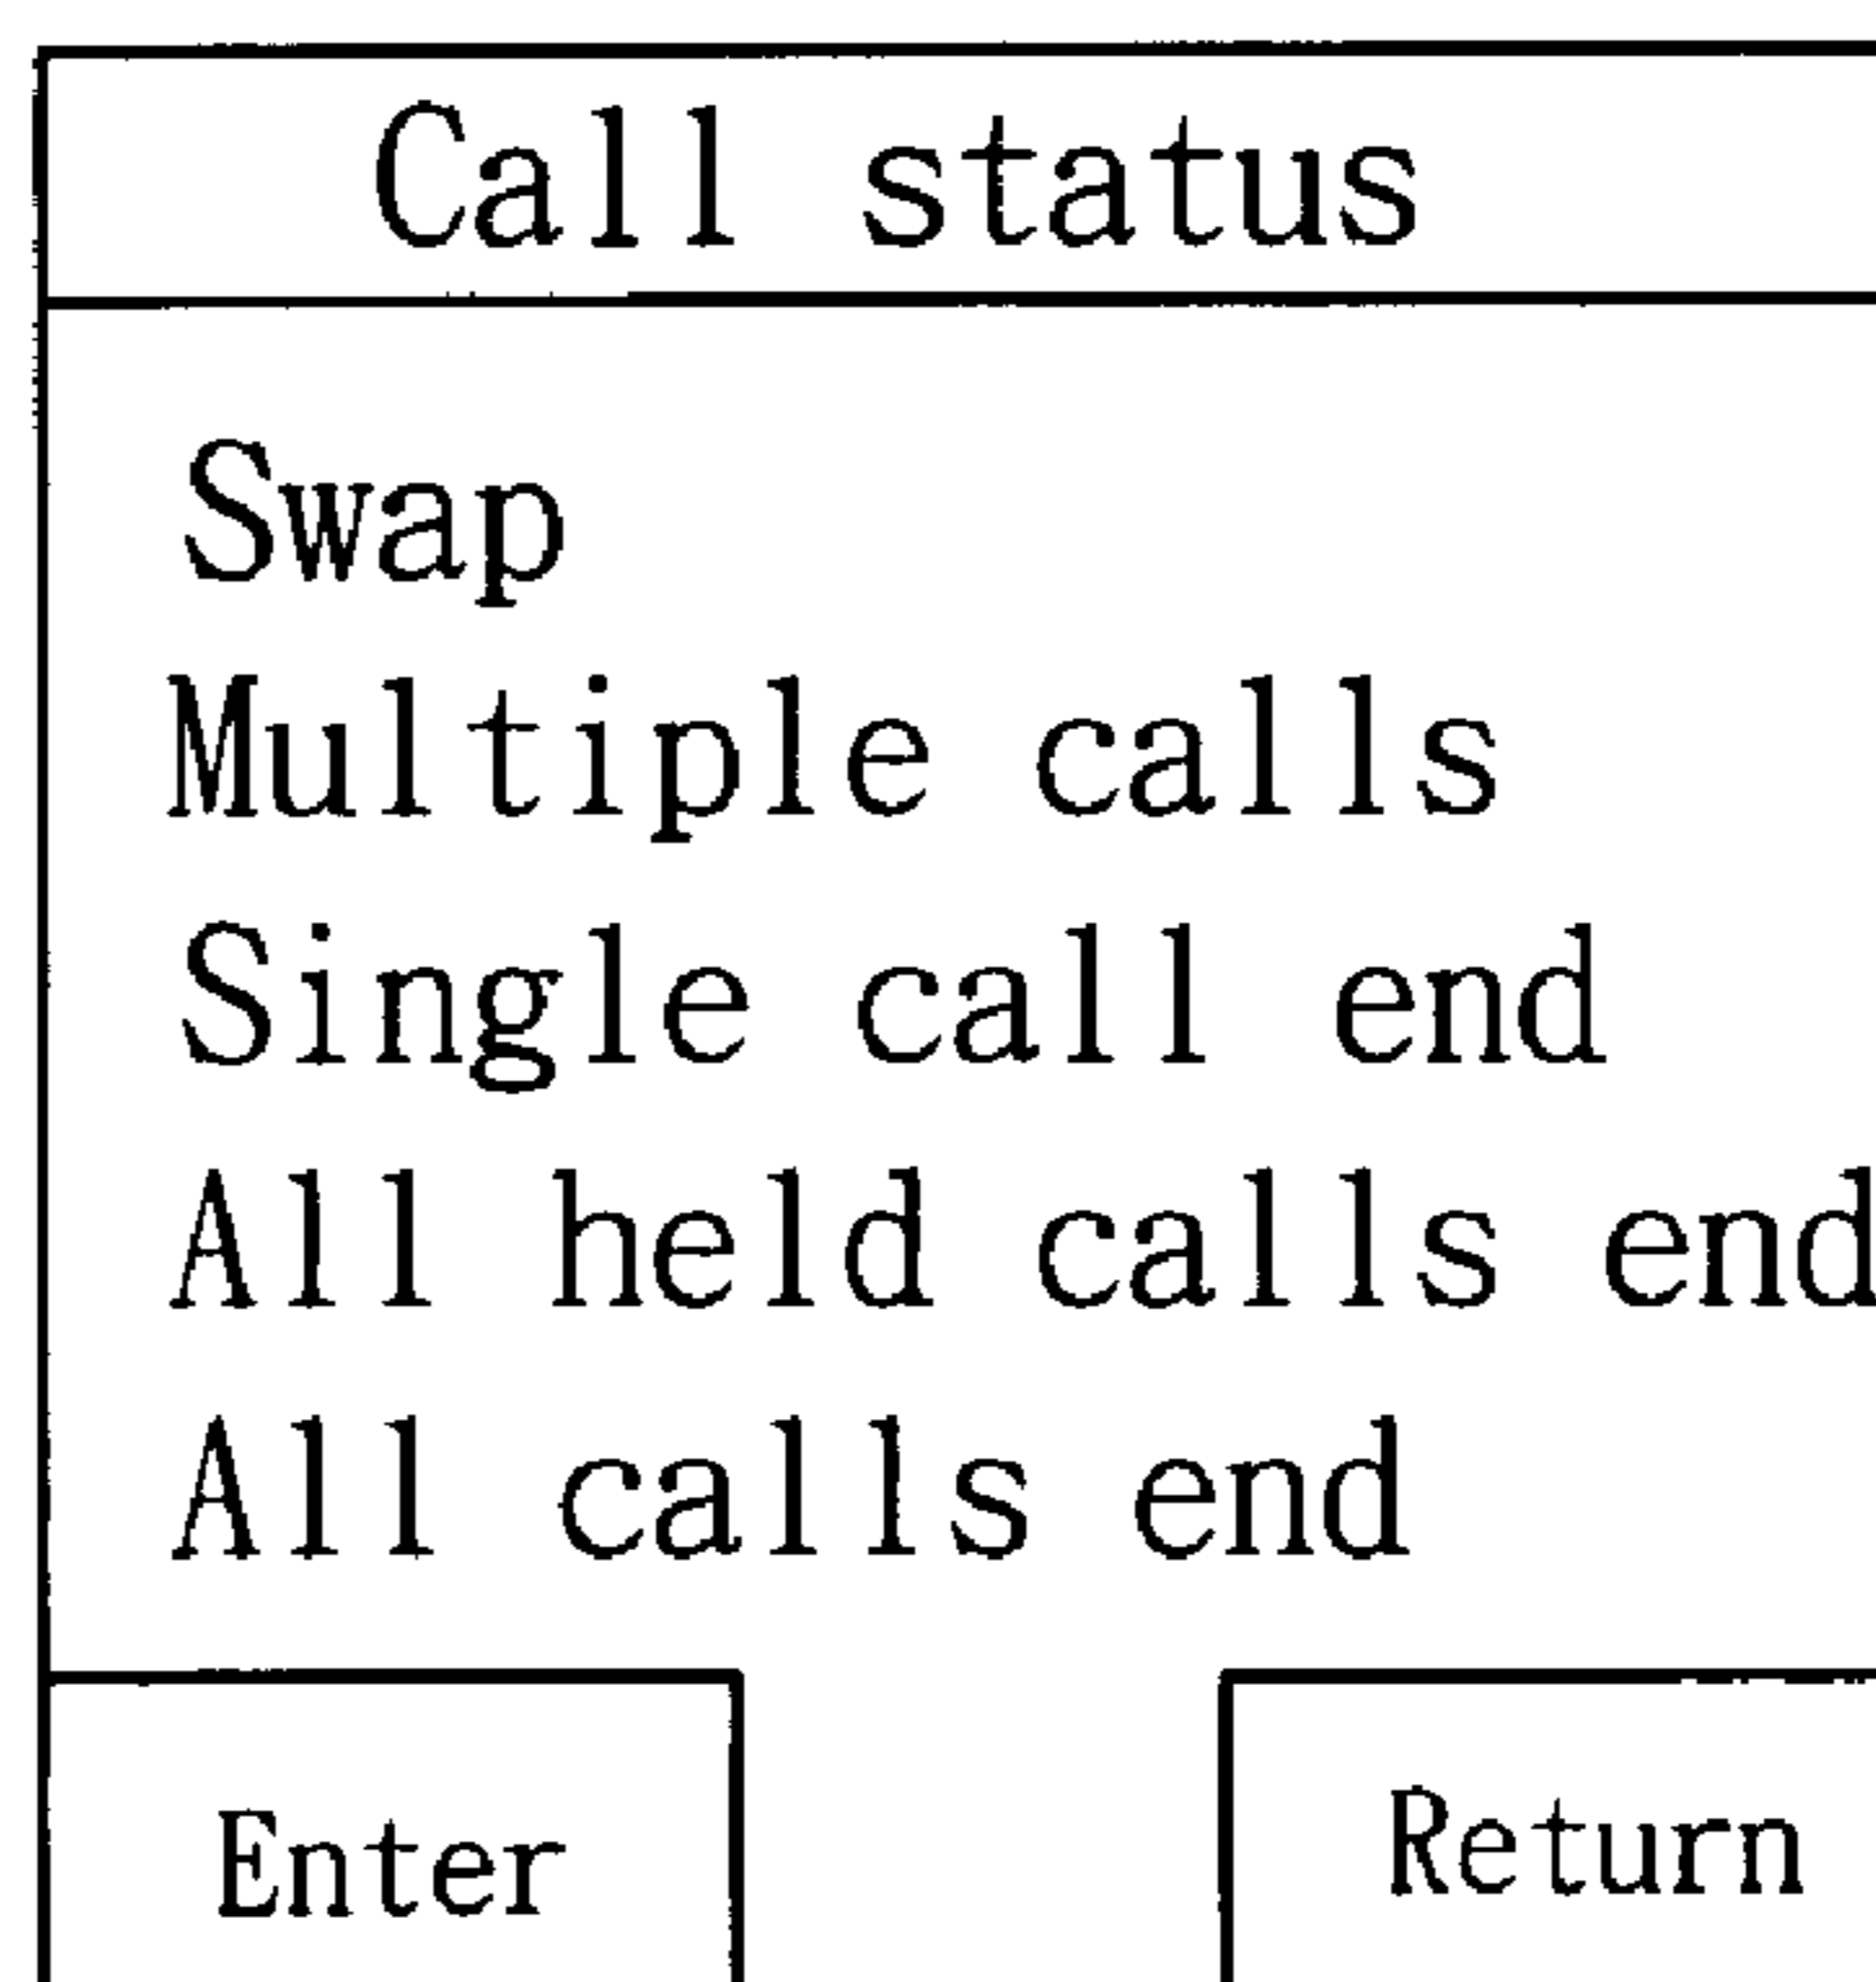 Call status
Swap
Multiple calls
Single call end
All held calls end
All calls end
Enter
Return